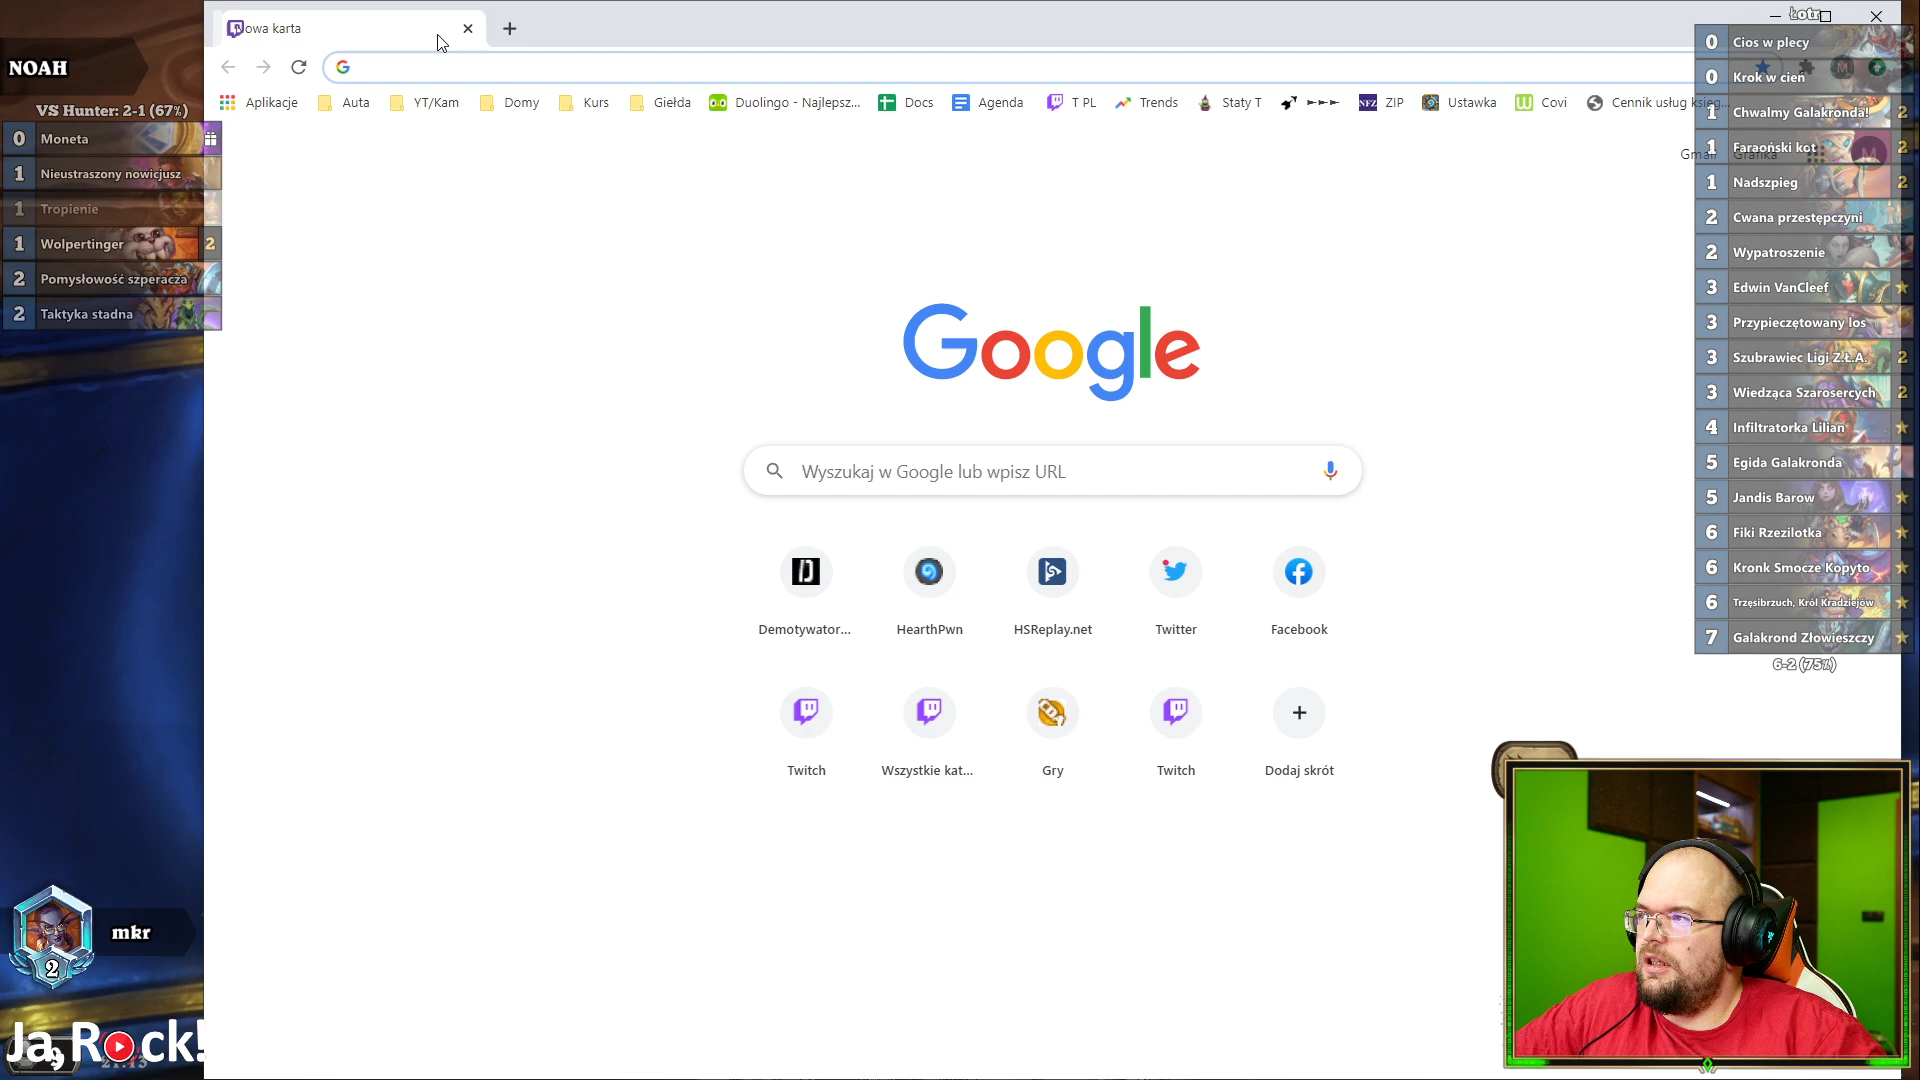 Nowa karta
Łotr
NOAH
VS Hunter: 2-1 (67%)
0 Moneta
1 Nieustraszony nowicjusz
1 Tropienie
1 Wolpertinger 2
2 Pomysłowość szperacza
2 Taktyka stadna
Aplikacje Auta YT/Kam Domy Kurs Giełda Duolingo - Najlepsz... Docs Agenda T PL Trends Staty T NFZ ZIP Ustawka Covi Cennik usług księg...
Gmail Grafika
Google
Wyszukaj w Google lub wpisz URL
Demotywator... HearthPwn HSReplay.net Twitter Facebook
Twitch Wszystkie kat... Gry Twitch Dodaj skrót
0 Cios w plecy
0 Krok w cień
1 Chwalmy Galakronda! 2
1 Faraoński kot 2
1 Nadszpieg 2
2 Cwana przestępczyni
2 Wypatroszenie
3 Edwin VanCleef
3 Przypieczętowany los
3 Szubrawiec Ligi Z.Ł.A. 2
3 Wiedząca Szarosercych 2
4 Infiltratorka Lilian
5 Egida Galakronda
5 Jandis Barow
6 Fiki Rzezilotka
6 Kronk Smocze Kopyto
6 Trzęsibrzuch, Król Kradziejów
7 Galakrond Złowieszczy
6-2 (75%)
mkr
2
Ja, Rock!